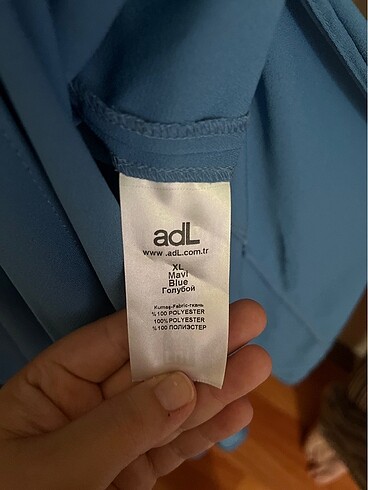 adL
www.adL.com.tr
XL
Mavi
Blue
Голубой
Kumaş-Fabric-ткань
%100 POLYESTER
100% POLYESTER
%100 ПОЛИЭСТЕР